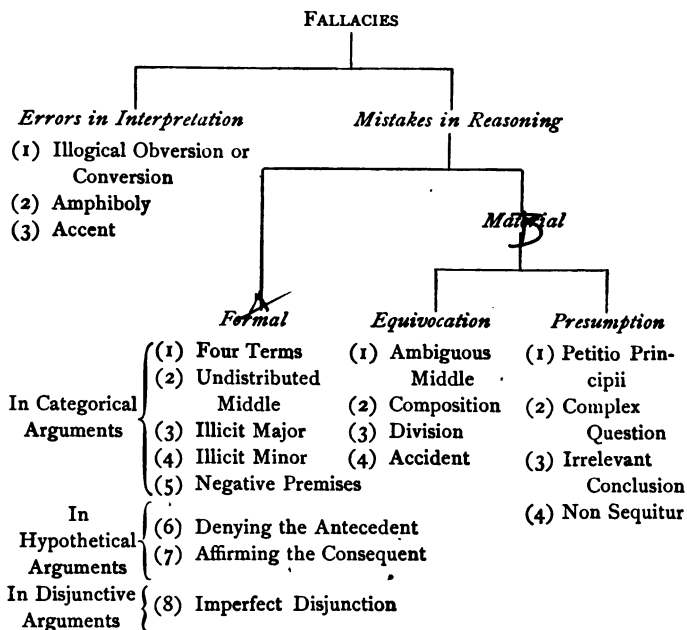 FALLACIES
Errors in Interpretation
(1) Illogical Obversion or
Conversion
(2) Amphiboly
(3) Accent
Mistakes in Reasoning
Material
Formal
In Categorical
Arguments
(1) Four Terms
(2) Undistributed
Middle
(3) Illicit Major
(4) Illicit Minor
(5) Negative Premises
In
Hypothetical
Arguments
(6) Denying the Antecedent
(7) Affirming the Consequent
In Disjunctive
Arguments
(8) Imperfect Disjunction
Equivocation
(1) Ambiguous
Middle
(2) Composition
(3) Division
(4) Accident
Presumption
(1) Petitio Prin-
cipii
(2) Complex
Question
(3) Irrelevant
Conclusion
(4) Non Sequitur